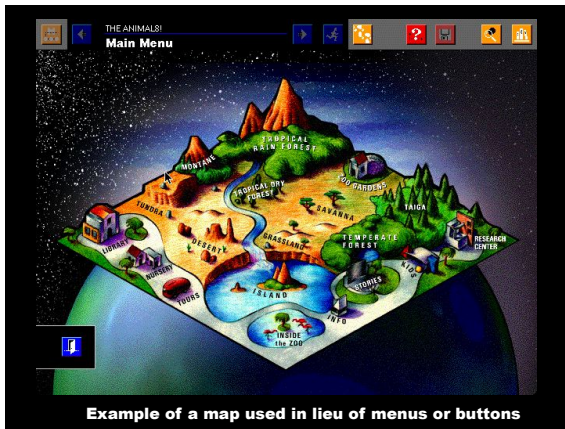 THE ANIMALS!
Main Menu
?
TROPICAL
RAIN FOREST
MONTANE
ZOO GARDENS
TROPICAL DRY
FOREST
TUNDRA
SAVANNA
TAIGA
DESERT
GRASSLAND
TEMPERATE
FOREST
RESEARCH
CENTER
LIBRARY
NURSERY
KIDS
TOURS
ISLAND
STORIES
INFO
INSIDE
the ZOO
Example of a map used in lieu of menus or buttons